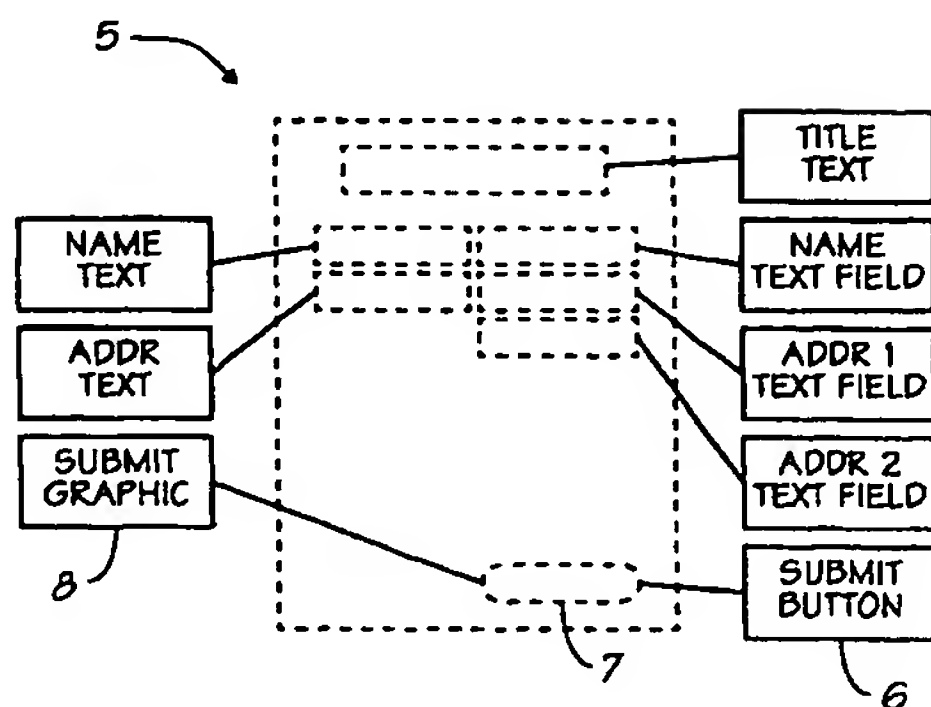 5
TITLE
TEXT
NAME
TEXT
NAME
TEXT FIELD
ADDR
TEXT
ADDR 1
TEXT FIELD
SUBMIT
GRAPHIC
ADDR 2
TEXT FIELD
8
SUBMIT
BUTTON
7
6